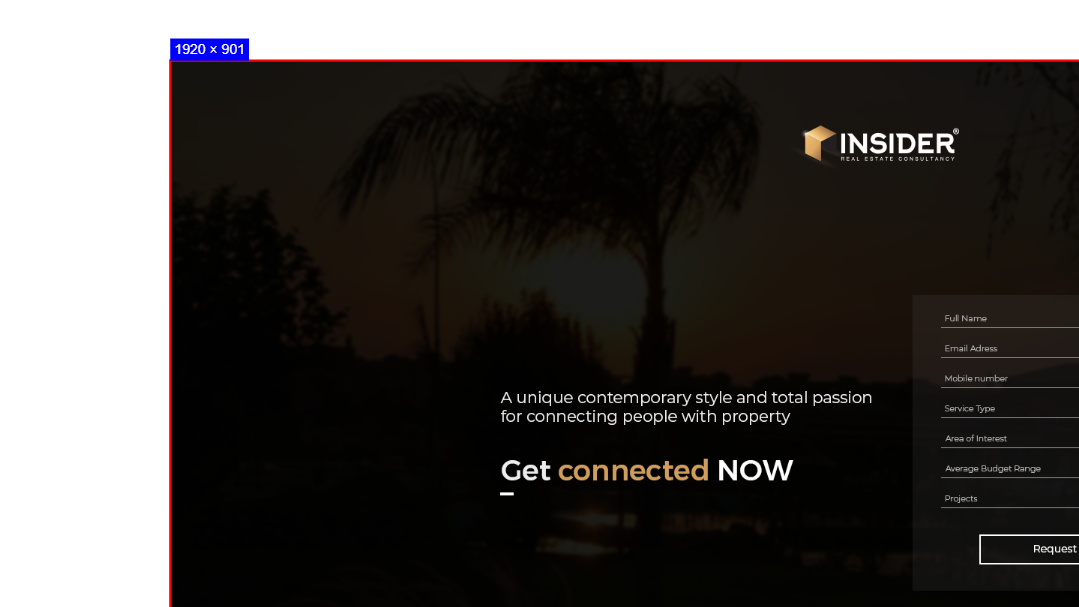 1920 × 901
INSIDER®
REAL ESTATE CONSULTANCY
Full Name
Email Adress
Mobile number
Service Type
A unique contemporary style and total passion
for connecting people with property
Area of Interest
Get connected NOW
Average Budget Range
Projects
Request